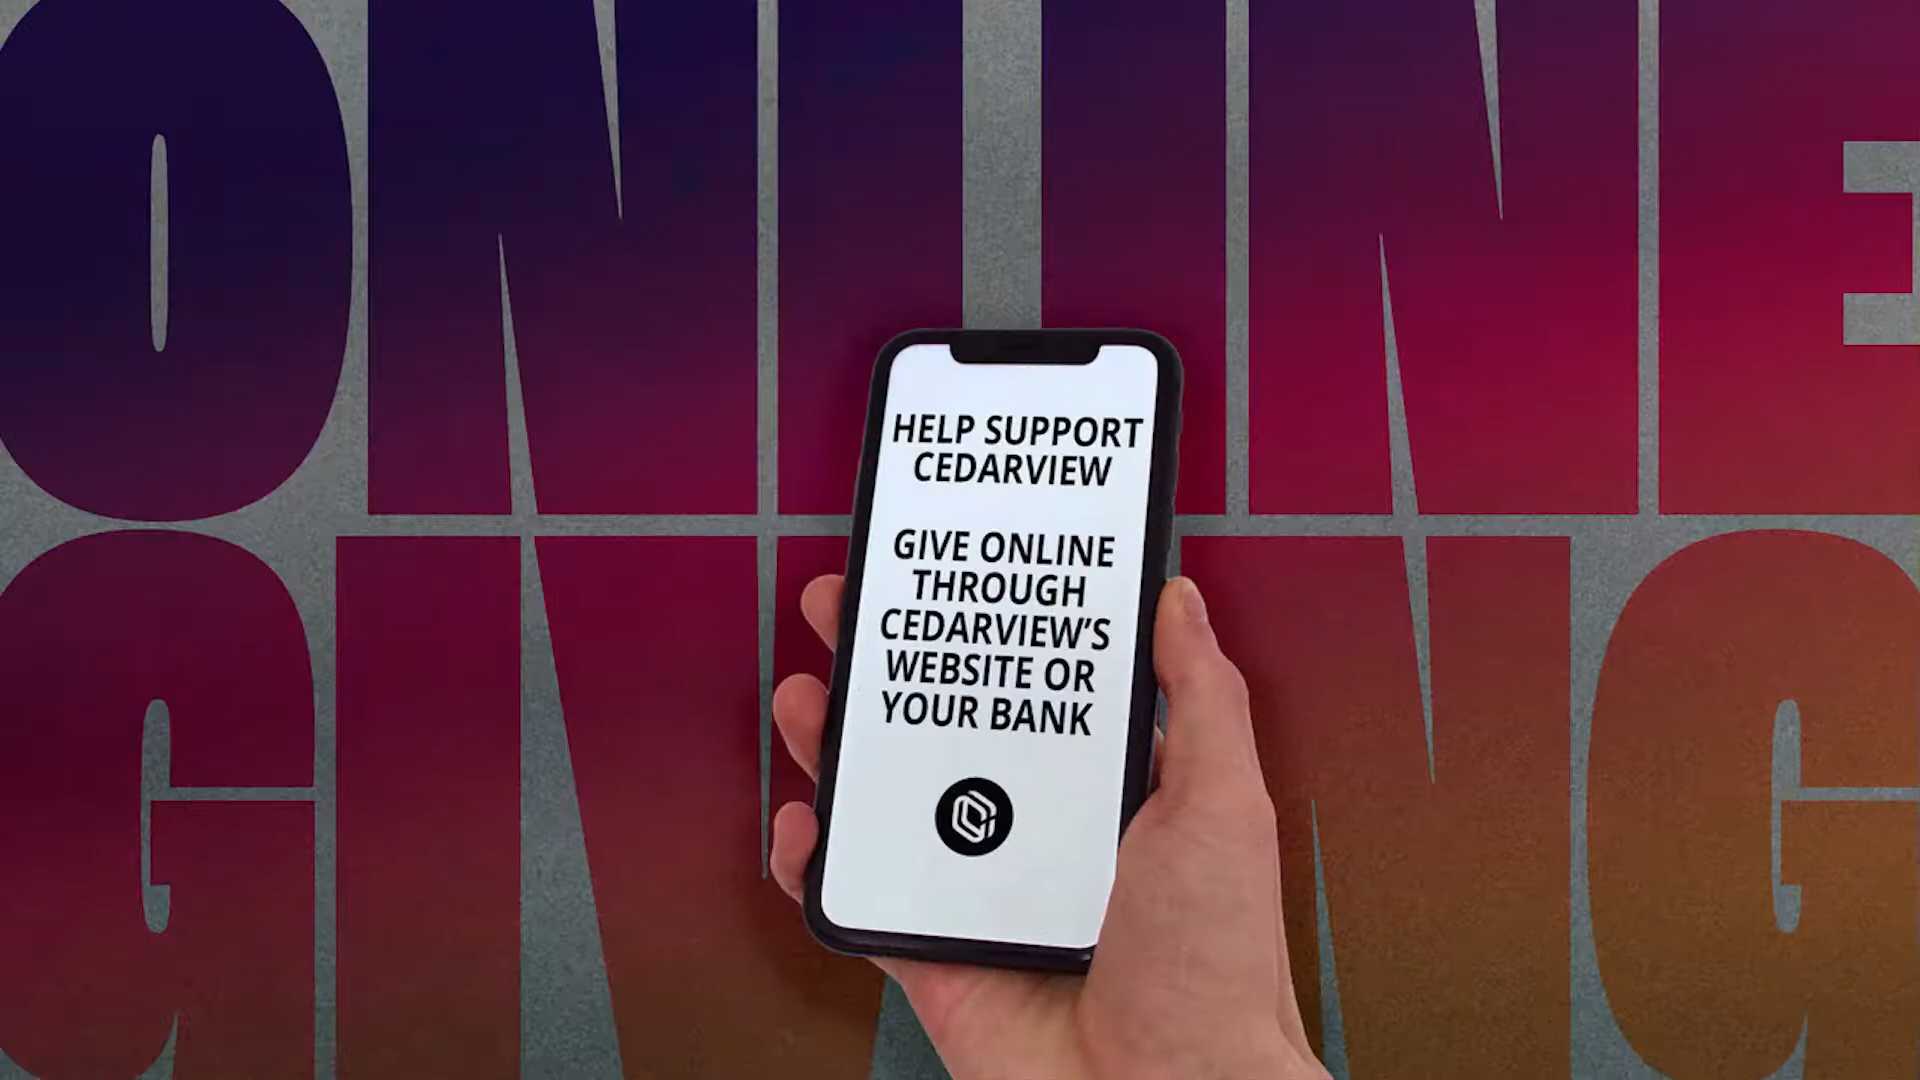 ONLINE
GIVING
HELP SUPPORT
CEDARVIEW
GIVE ONLINE
THROUGH
CEDARVIEW'S
WEBSITE OR
YOUR BANK